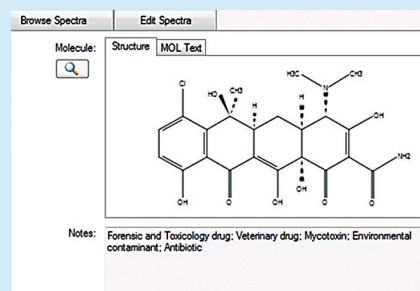 Browse Spectra Edit Spectra
Molecule: Structure MOL Text
H3C CH3
Cl HO CH3 H H N OH
NH2
OH O OH OH O O
Notes: Forensic and Toxicology drug; Veterinary drug; Mycotoxin; Environmental
contaminant; Antibiotic